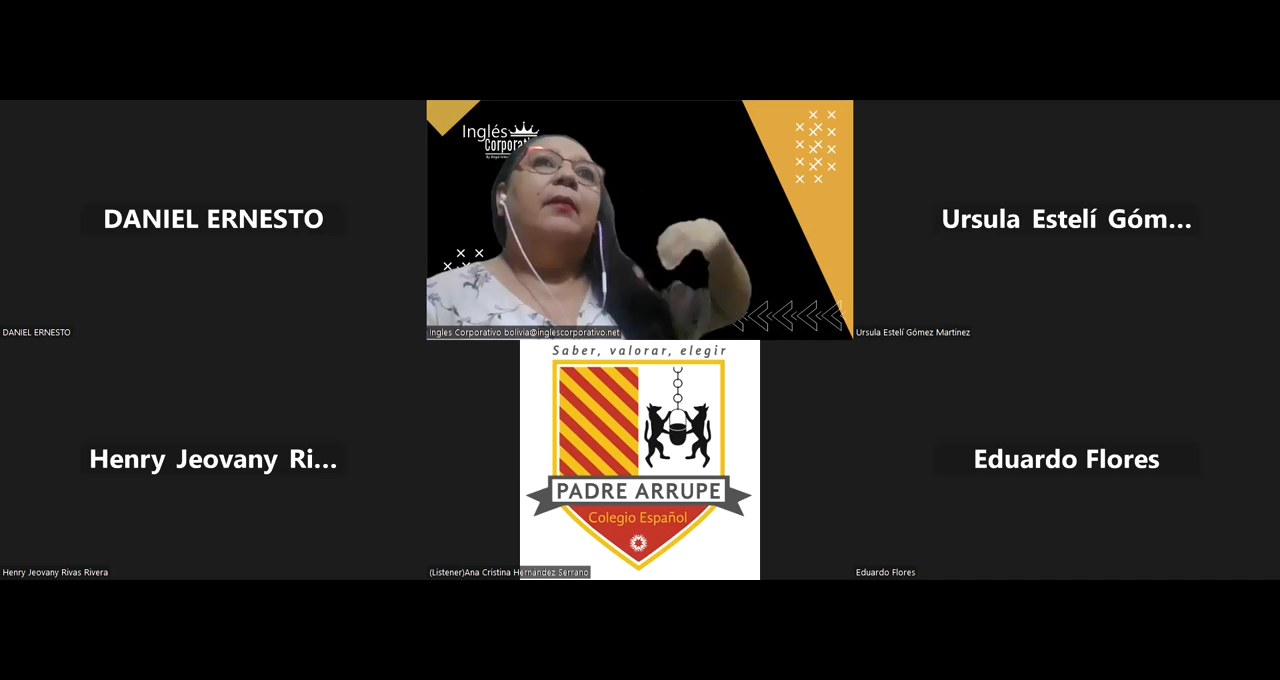 DANIEL ERNESTO
DANIEL ERNESTO
Inglés
Corporati
Ingles Corporativo bolivia@inglescorporativo.net
Ursula Estelí Góm...
Ursula Estelí Gómez Martinez
Henry Jeovany Ri...
Henry Jeovany Rivas Rivera
Saber, valorar, elegir
PADRE ARRUPE
Colegio Español
(Listener)Ana Cristina Hernández Serrano
Eduardo Flores
Eduardo Flores